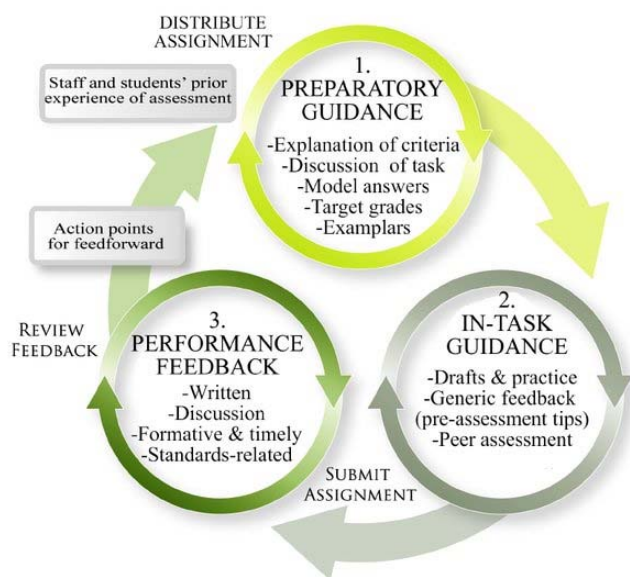 DISTRIBUTE
ASSIGNMENT
Staff and students' prior
experience of assessment
1.
PREPARATORY
GUIDANCE
-Explanation of criteria
-Discussion of task
-Model answers
-Target grades
-Examplars
Action points
for feedforward
REVIEW
FEEDBACK
2.
IN-TASK
GUIDANCE
-Drafts & practice
-Generic feedback
(pre-assessment tips)
-Peer assessment
3.
PERFORMANCE
FEEDBACK
-Written
-Discussion
-Formative & timely
-Standards-related
SUBMIT
ASSIGNMENT